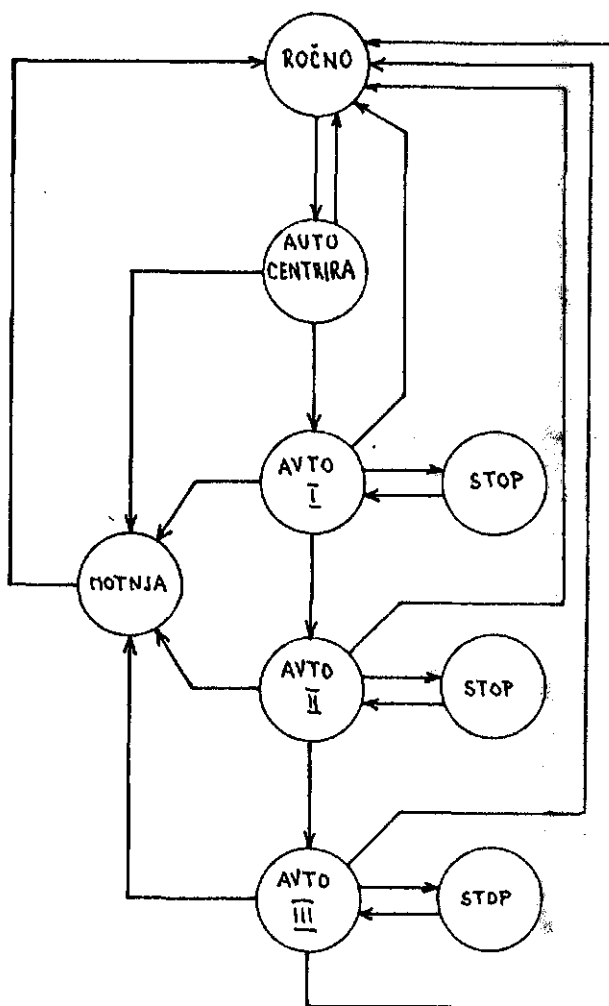 ROČNO
AUTO
CENTRIRA
AVTO
I
STOP
MOTNJA
AVTO
II
STOP
AVTO
III
STOP